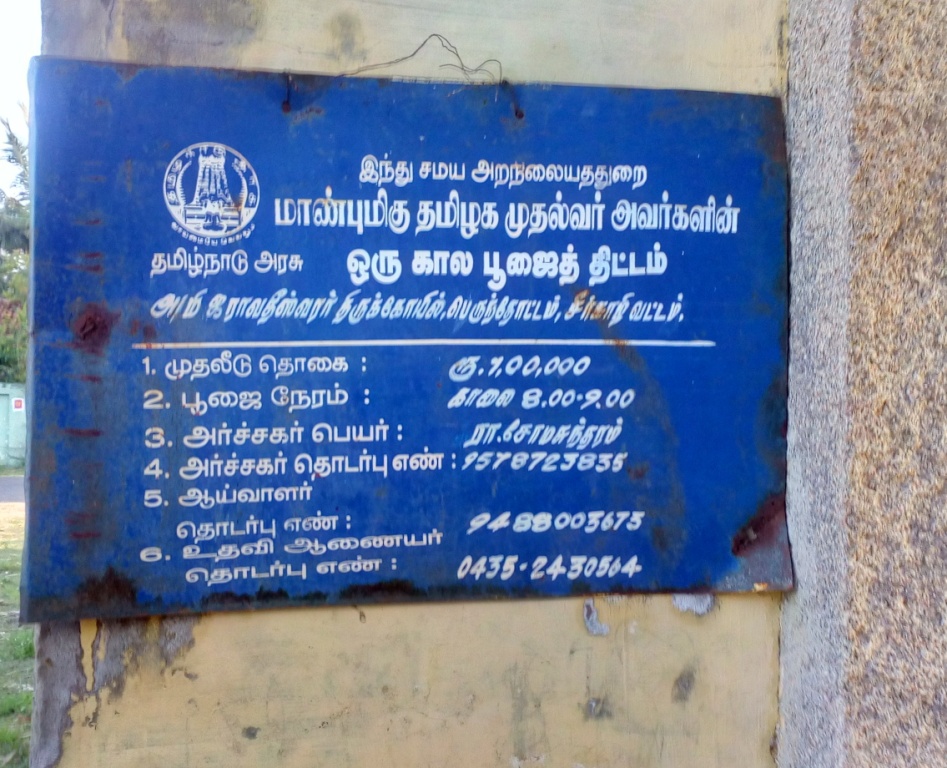 இந்து சமய அறநிலையததுறை
மாண்புமிகு தமிழக முதல்வர் அவர்களின்
தமிழ்நாடு அரசு ஒரு கால பூஜைத் திட்டம்
அ/மி ஐராவதீஸ்வரர் திருக்கோயில், பெருந்தோட்டம், சீர்காழி வட்டம்.
1. முதலீடு தொகை : ரூ.1,00,000
2. பூஜை நேரம் : காலை 8.00-9.00
3. அர்ச்சகர் பெயர் : ரா.சோமசுந்தரம்
4. அர்ச்சகர் தொடர்பு எண் : 9578723835
5. ஆய்வாளர்
தொடர்பு எண் : 9488003673
6. உதவி ஆணையர்
தொடர்பு எண் : 0435-2430564